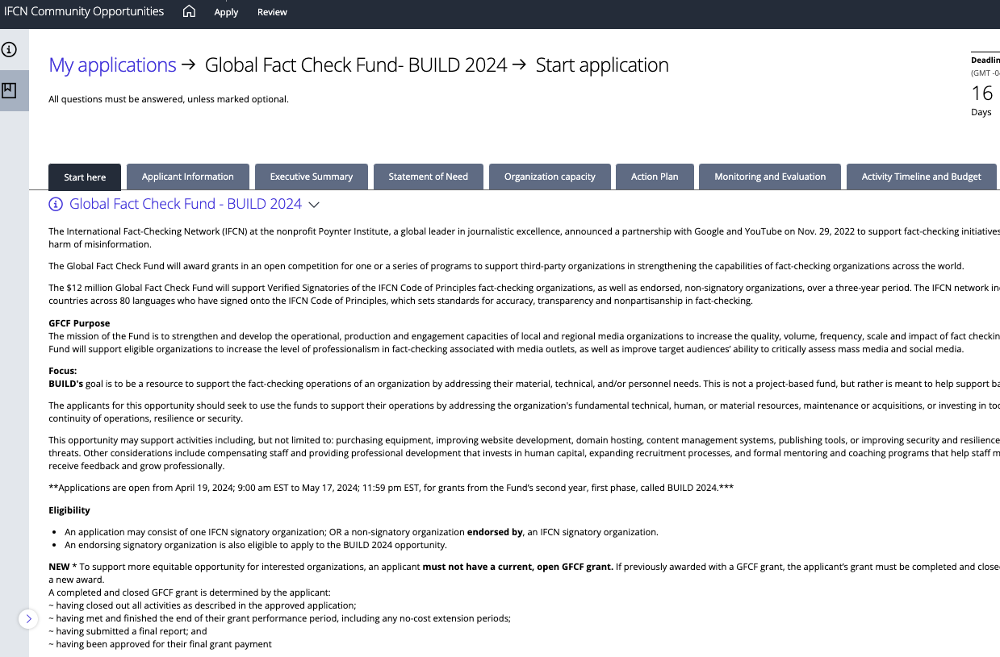 IFCN Community Opportunities
Apply
Review
My applications → Global Fact Check Fund- BUILD 2024 → Start application
All questions must be answered, unless marked optional.
(GMT
16
Days
Start here
Applicant Information
Executive Summary
Statement of Need
Organization capacity
Action Plan
Monitoring and Evaluation
Activity Timeline and Budget
Global Fact Check Fund - BUILD 2024
The International Fact-Checking Network (IFCN) at the nonprofit Poynter Institute, a global leader in journalistic excellence, announced a partnership with Google and YouTube on Nov. 29, 2022 to support fact-checking initiatives
harm of misinformation.
The Global Fact Check Fund will award grants in an open competition for one or a series of programs to support third-party organizations in strengthening the capabilities of fact-checking organizations across the world.
The $12 million Global Fact Check Fund will support Verified Signatories of the IFCN Code of Principles fact-checking organizations, as well as endorsed, non-signatory organizations, over a three-year period. The IFCN network
countries across 80 languages who have signed onto the IFCN Code of Principles, which sets standards for accuracy, transparency and nonpartisanship in fact-checking.
GFCF Purpose
The mission of the Fund is to strengthen and develop the operational, production and engagement capacities of local and regional media organizations to increase the quality, volume, frequency, scale and impact of fact
Fund will support eligible organizations to increase the level of professionalism in fact-checking associated with media outlets, as well as improve target audiences' ability to critically assess mass media and social media.
Focus:
BUILD's goal is to be a resource to support the fact-checking operations of an organization by addressing their material, technical, and/or personnel needs. This is not a project-based fund, but rather is meant to help support
The applicants for this opportunity should seek to use the funds to support their operations by addressing the organization's fundamental technical, human, or material resources, maintenance or acquisitions, or investing in
continuity of operations, resilience or security.
This opportunity may support activities including, but not limited to: purchasing equipment, improving website development, domain hosting, content management systems, publishing tools, or improving security and resilience
threats. Other considerations include compensating staff and providing professional development that invests in human capital, expanding recruitment processes, and formal mentoring and coaching programs that help staff
receive feedback and grow professionally.
**Applications are open from April 19, 2024; 9:00 am EST to May 17, 2024; 11:59 pm EST, for grants from the Fund's second year, first phase, called BUILD 2024.***
Eligibility
• An application may consist of one IFCN signatory organization; OR a non-signatory organization endorsed by, an IFCN signatory organization.
• An endorsing signatory organization is also eligible to apply to the BUILD 2024 opportunity.
NEW * To support more equitable opportunity for interested organizations, an applicant must not have a current, open GFCF grant. If previously awarded with a GFCF grant, the applicant's grant must be completed and
a new award.
A completed and closed GFCF grant is determined by the applicant:
~ having closed out all activities as described in the approved application;
~ having met and finished the end of their grant performance period, including any no-cost extension periods;
~ having submitted a final report; and
~ having been approved for their final grant payment